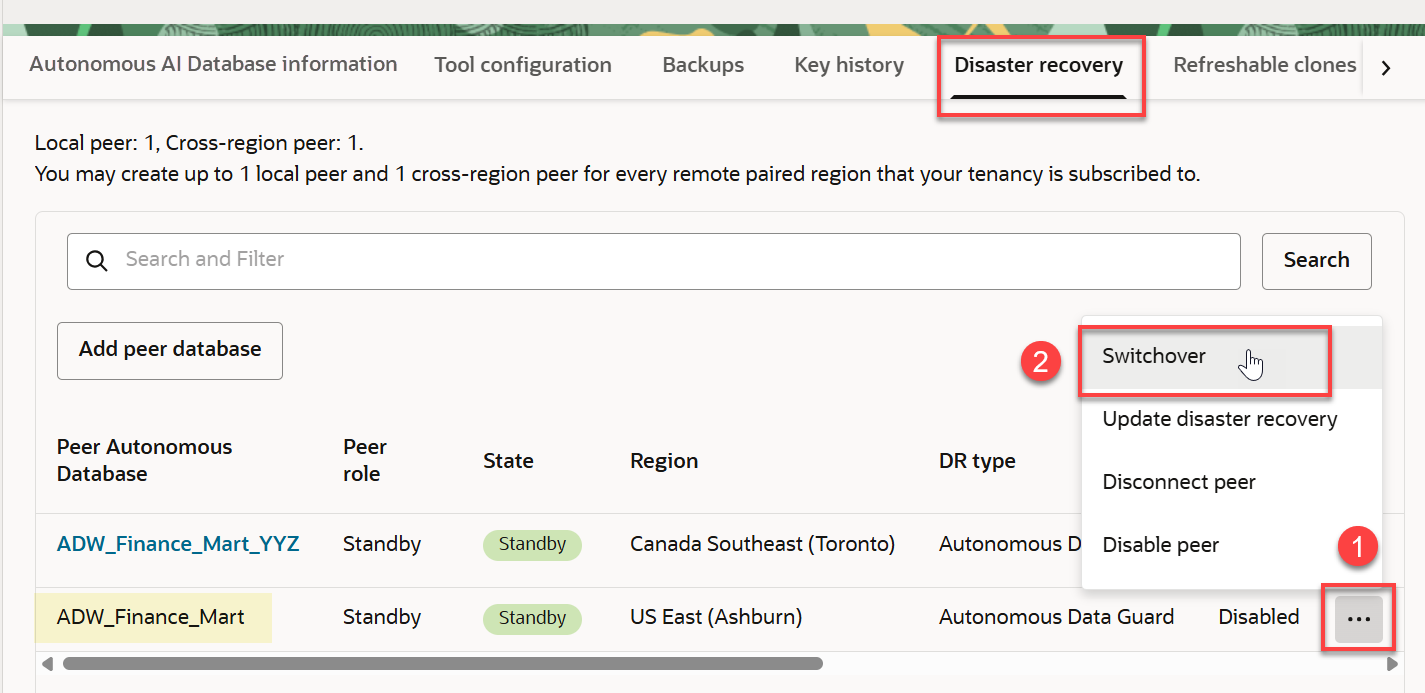 Autonomous AI Database information Tool configuration Backups Key history Disaster recovery Refreshable clones
Local peer: 1, Cross-region peer: 1.
You may create up to 1 local peer and 1 cross-region peer for every remote paired region that your tenancy is subscribed to.
Search and Filter Search
Add peer database
2 Switchover
Update disaster recovery
Disconnect peer
Disable peer 1
Peer Autonomous
Database
Peer
role
State Region DR type
ADW_Finance_Mart_YYZ Standby Standby Canada Southeast (Toronto) Autonomous D
ADW_Finance_Mart Standby Standby US East (Ashburn) Autonomous Data Guard Disabled ...